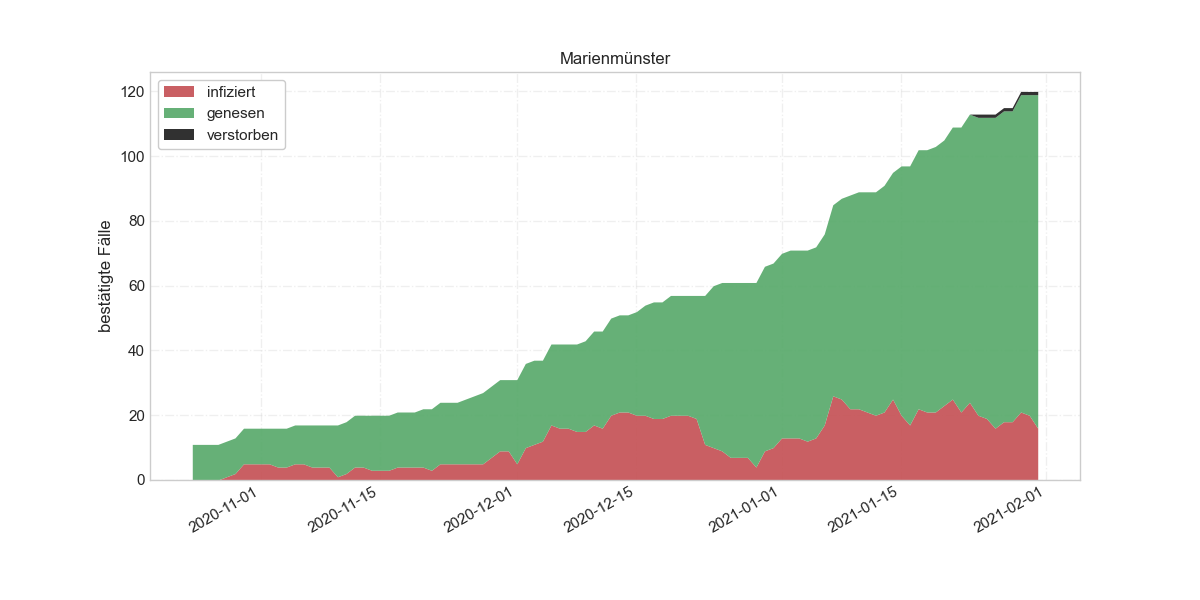 Marienmünster
infiziert
genesen
verstorben
bestätigte Fälle
120
100
80
60
40
20
0
2020-11-01
2020-11-15
2020-12-01
2020-12-15
2021-01-01
2021-01-15
2021-02-01